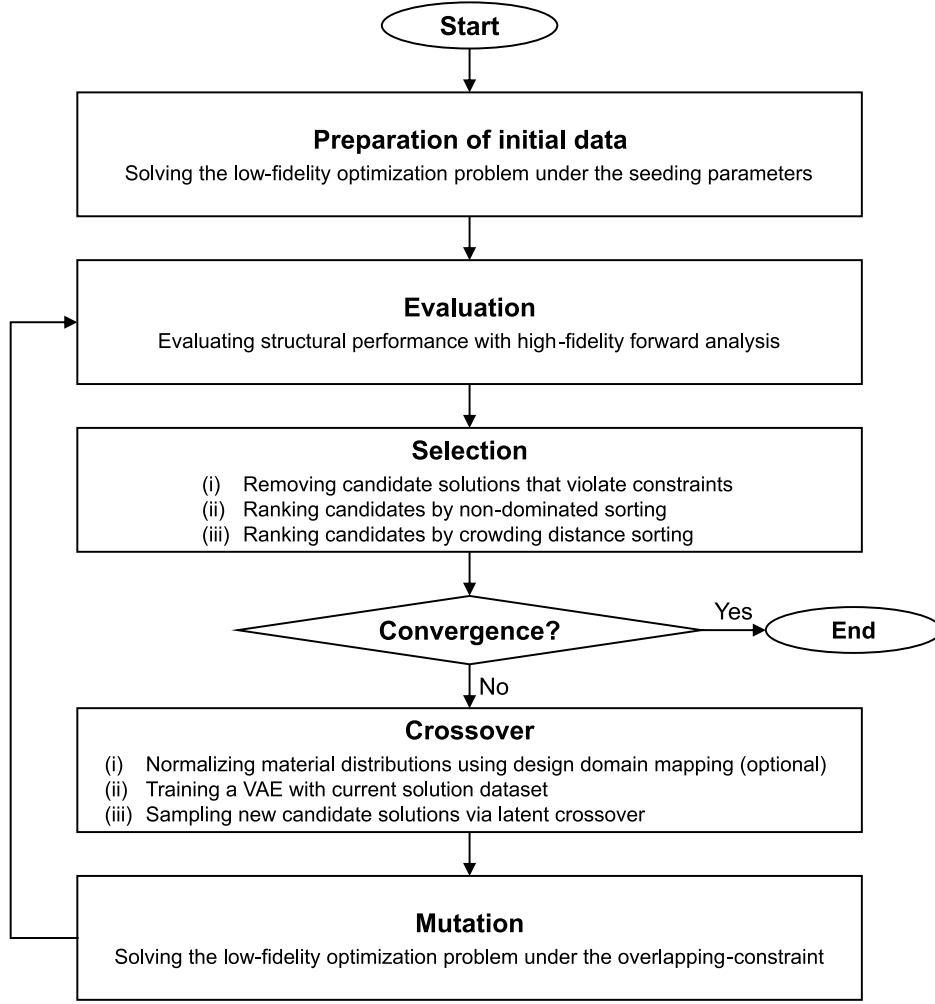 Start
Preparation of initial data
Solving the low-fidelity optimization problem under the seeding parameters
Evaluation
Evaluating structural performance with high-fidelity forward analysis
Selection
(i) Removing candidate solutions that violate constraints
(ii) Ranking candidates by non-dominated sorting
(iii) Ranking candidates by crowding distance sorting
Convergence?
Yes
End
No
Crossover
(i) Normalizing material distributions using design domain mapping (optional)
(ii) Training a VAE with current solution dataset
(iii) Sampling new candidate solutions via latent crossover
Mutation
Solving the low-fidelity optimization problem under the overlapping-constraint